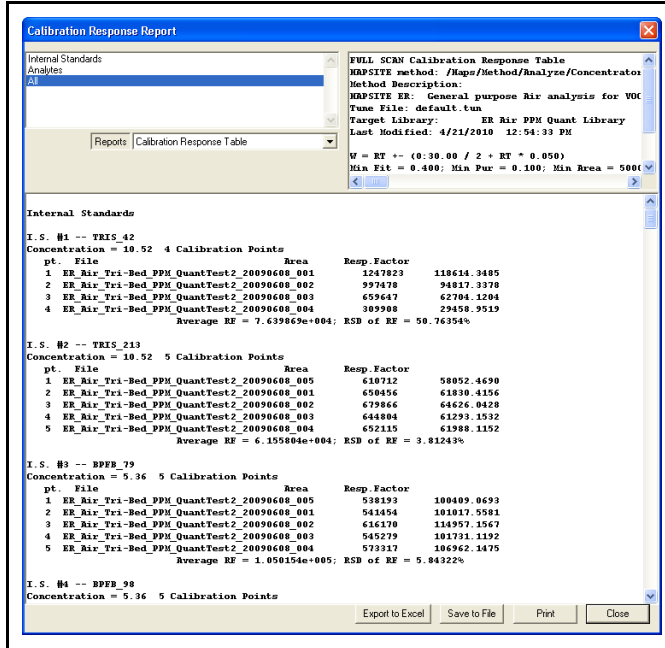 Calibration Response Report
Internal Standards
Analytes
All
Reports Calibration Response Table
FULL SCAN Calibration Response Table
HAPSITE method: /Haps/Method/Analyze/Concentrator
Method Description:
HAPSITE ER: General purpose Air analysis for VOC
Tune File: default.tun
Target Library: ER Air PPM Quant Library
Last Modified: 4/21/2010 12:54:33 PM
W = RT +- (0:30.00 / 2 + RT * 0.050)
Min Fit = 0.400; Min Pur = 0.100; Min Area = 5000
Internal Standards
I.S. #1 -- TRIS_42
Concentration = 10.52 4 Calibration Points
pt. File Area Resp.Factor
1 ER_Air_Tri-Bed_PPM_QuantTest2_20090608_001 1247823 118614.3485
2 ER_Air_Tri-Bed_PPM_QuantTest2_20090608_002 997478 94817.3378
3 ER_Air_Tri-Bed_PPM_QuantTest2_20090608_003 659647 62704.1204
4 ER_Air_Tri-Bed_PPM_QuantTest2_20090608_004 309908 29458.9519
Average RF = 7.639869e+004; RSD of RF = 50.76354%
I.S. #2 -- TRIS_213
Concentration = 10.52 5 Calibration Points
pt. File Area Resp.Factor
1 ER_Air_Tri-Bed_PPM_QuantTest2_20090608_005 610712 58052.4690
2 ER_Air_Tri-Bed_PPM_QuantTest2_20090608_001 650456 61830.4156
3 ER_Air_Tri-Bed_PPM_QuantTest2_20090608_002 679866 64626.0428
4 ER_Air_Tri-Bed_PPM_QuantTest2_20090608_003 644804 61293.1532
5 ER_Air_Tri-Bed_PPM_QuantTest2_20090608_004 652115 61988.1152
Average RF = 6.155804e+004; RSD of RF = 3.81243%
I.S. #3 -- BPFB_79
Concentration = 5.36 5 Calibration Points
pt. File Area Resp.Factor
1 ER_Air_Tri-Bed_PPM_QuantTest2_20090608_005 538193 100409.0693
2 ER_Air_Tri-Bed_PPM_QuantTest2_20090608_001 541454 101017.5581
3 ER_Air_Tri-Bed_PPM_QuantTest2_20090608_002 616170 114957.1567
4 ER_Air_Tri-Bed_PPM_QuantTest2_20090608_003 545279 101731.1192
5 ER_Air_Tri-Bed_PPM_QuantTest2_20090608_004 573317 106962.1475
Average RF = 1.050154e+005; RSD of RF = 5.84322%
I.S. #4 -- BPFB_98
Concentration = 5.36 5 Calibration Points
Export to Excel Save to File Print Close